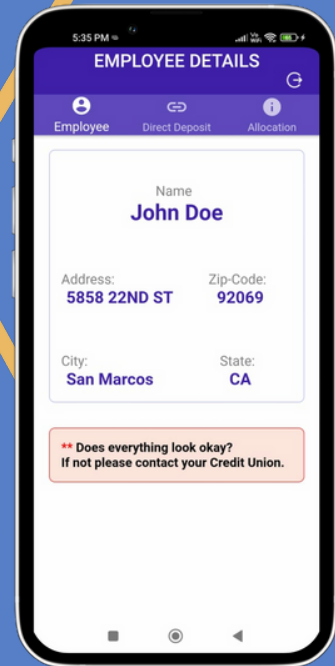 5:35 PM
EMPLOYEE DETAILS
Employee Direct Deposit Allocation
Name
John Doe
Address: Zip-Code:
5858 22ND ST 92069
City: State:
San Marcos CA
** Does everything look okay?
If not please contact your Credit Union.